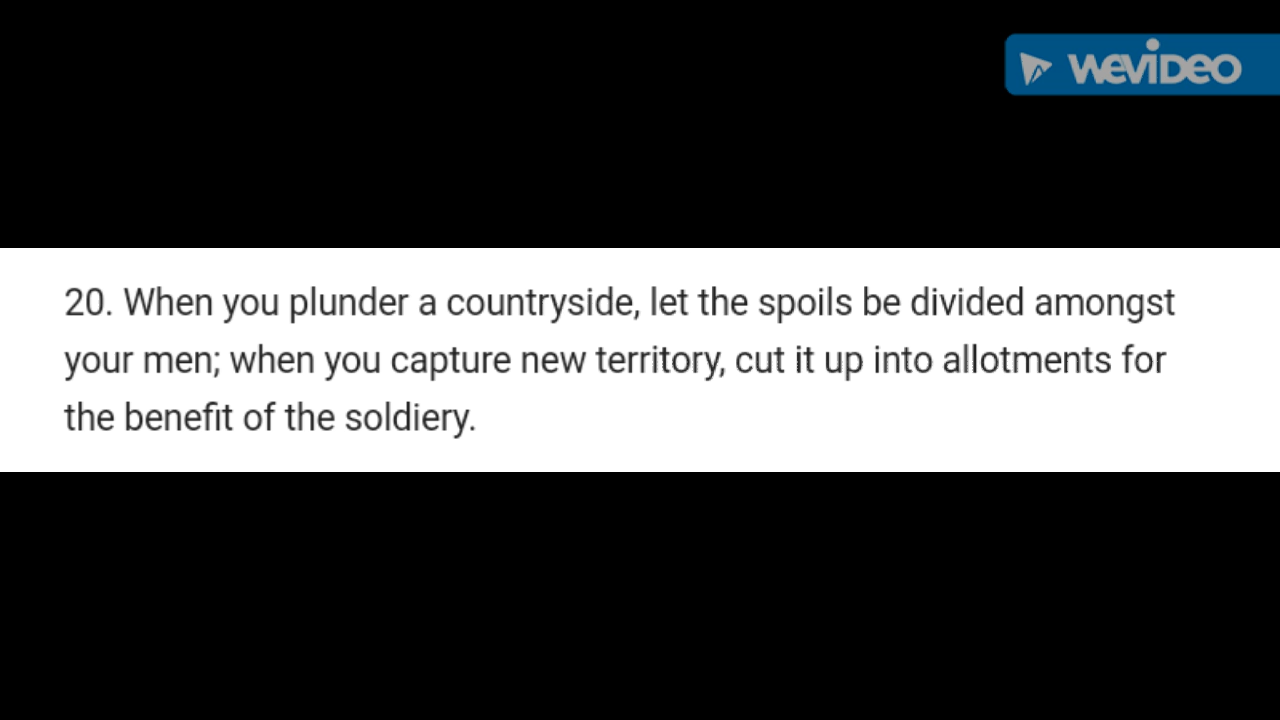 WeVideo
20. When you plunder a countryside, let the spoils be divided amongst
your men; when you capture new territory, cut it up into allotments for
the benefit of the soldiery.